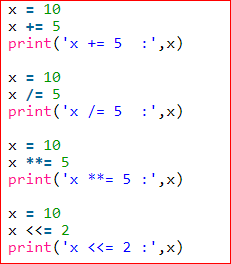 x = 10
x += 5
print('x += 5  :',x)
x = 10
x /= 5
print('x /= 5  :',x)
x = 10
x **= 5
print('x **= 5 :',x)
x = 10
x <<= 2
print('x <<= 2 :',x)